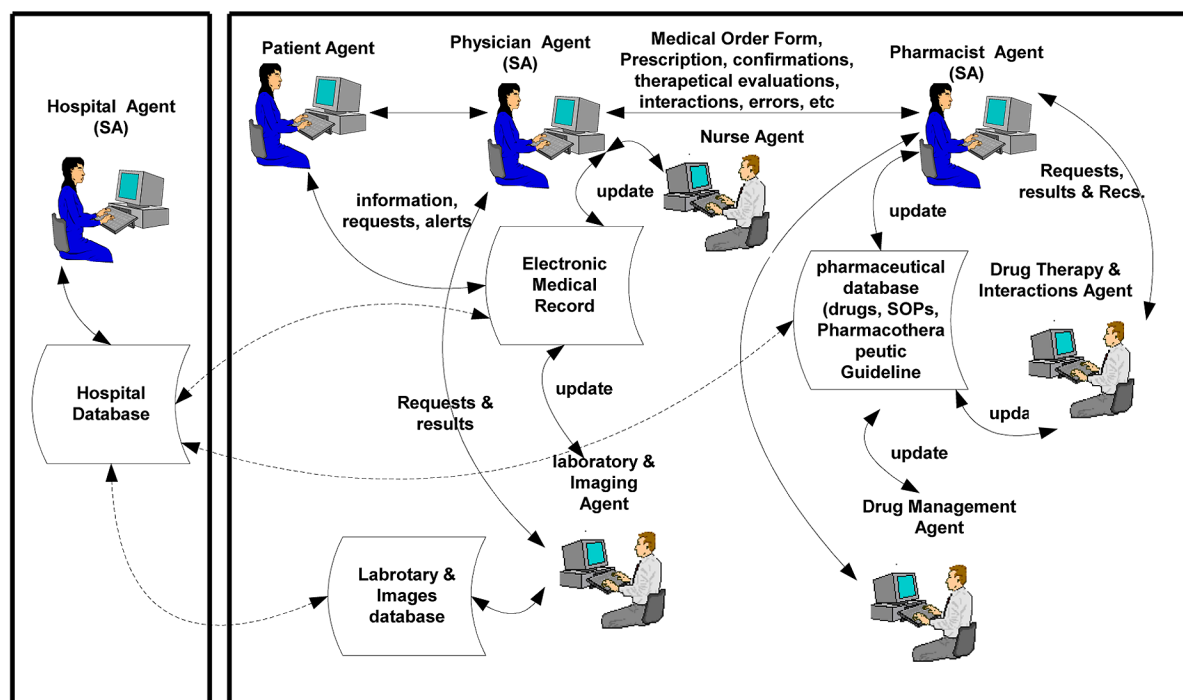 Patient Agent
Physician  Agent
(SA)
Medical Order Form,
Prescription, confirmations,
therapetical evaluations,
interactions, errors, etc
Pharmacist  Agent
(SA)
Hospital  Agent
(SA)
Nurse Agent
Requests,
results & Recs.
update
information,
requests, alerts
update
Electronic
Medical
Record
pharmaceutical
database
(drugs, SOPs,
Pharmacothera
peutic
Guideline
Drug Therapy &
Interactions Agent
Hospital
Database
update
Requests &
results
upda
update
laboratory &
Imaging
Agent
Drug Management
Agent
Labrotary &
Images
database